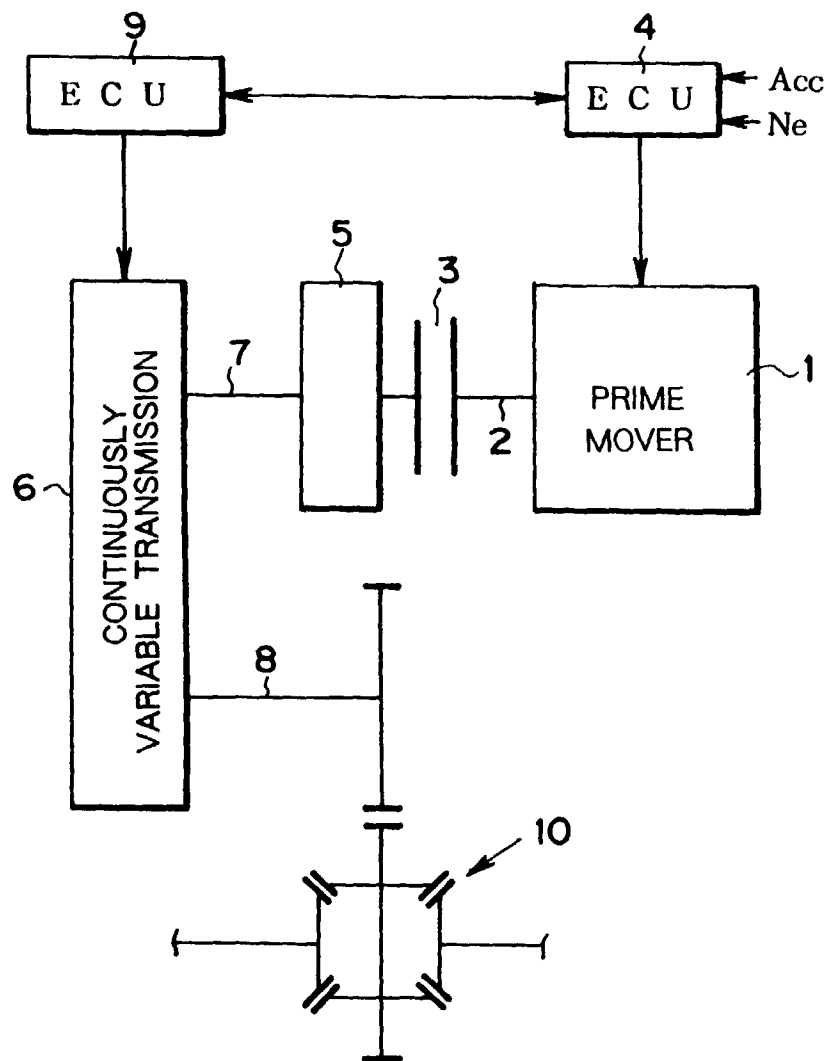 9
E C U
4
E C U
Acc
Ne
5
3
7
2
PRIME
MOVER
1
6
CONTINUOUSLY
VARIABLE TRANSMISSION
8
10